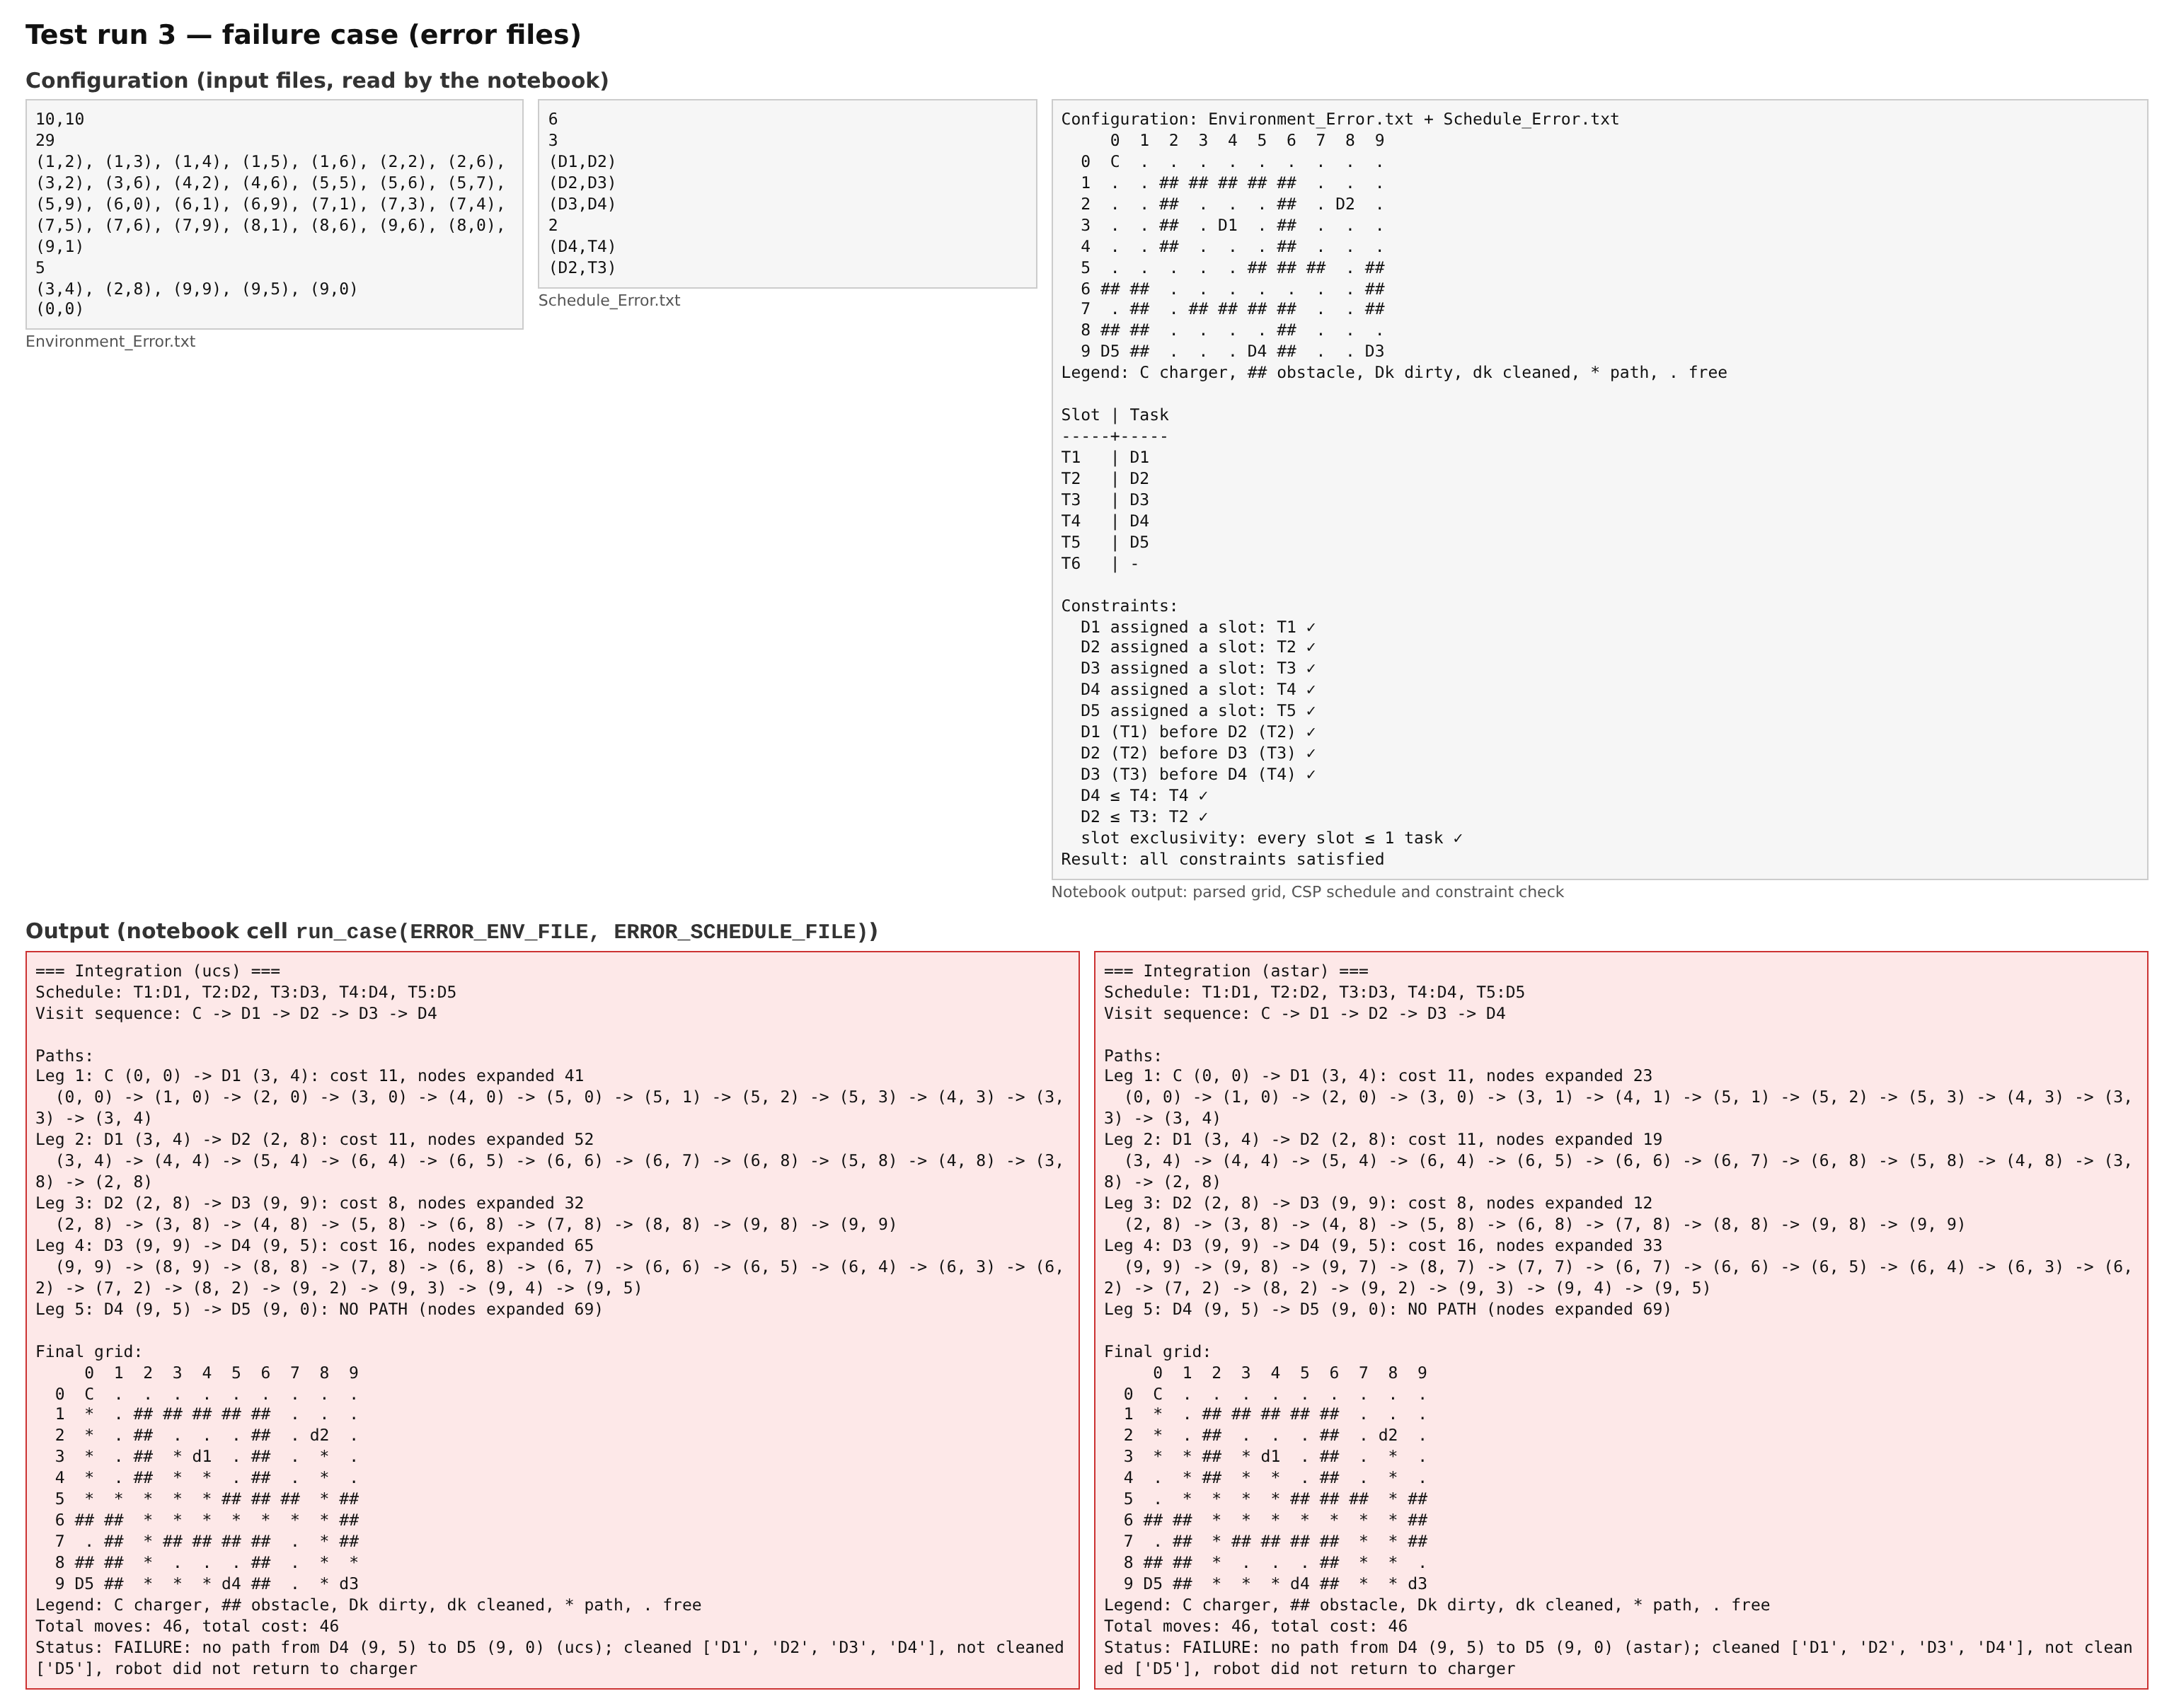 Test run 3 — failure case (error files)
Configuration (input files, read by the notebook)
10,10
29
(1,2), (1,3), (1,4), (1,5), (1,6), (2,2), (2,6),
(3,2), (3,6), (4,2), (4,6), (5,5), (5,6), (5,7),
(5,9), (6,0), (6,1), (6,9), (7,1), (7,3), (7,4),
(7,5), (7,6), (7,9), (8,1), (8,6), (9,6), (8,0),
(9,1)
5
(3,4), (2,8), (9,9), (9,5), (9,0)
(0,0)
Environment_Error.txt
6
3
(D1,D2)
(D2,D3)
(D3,D4)
2
(D4,T4)
(D2,T3)
Schedule_Error.txt
Configuration: Environment_Error.txt + Schedule_Error.txt
     0  1  2  3  4  5  6  7  8  9
  0  C  .  .  .  .  .  .  .  .  .
  1  .  . ## ## ## ## ##  .  .  .
  2  .  . ##  .  .  . ##  . D2  .
  3  .  . ##  . D1  . ##  .  .  .
  4  .  . ##  .  .  . ##  .  .  .
  5  .  .  .  .  . ## ## ##  . ##
  6 ## ##  .  .  .  .  .  .  . ##
  7  . ##  . ## ## ## ##  .  . ##
  8 ## ##  .  .  .  . ##  .  .  .
  9 D5 ##  .  .  . D4 ##  .  . D3
Legend: C charger, ## obstacle, Dk dirty, dk cleaned, * path, . free
Slot | Task
-----+-----
T1   | D1
T2   | D2
T3   | D3
T4   | D4
T5   | D5
T6   | -
Constraints:
  D1 assigned a slot: T1 ✓
  D2 assigned a slot: T2 ✓
  D3 assigned a slot: T3 ✓
  D4 assigned a slot: T4 ✓
  D5 assigned a slot: T5 ✓
  D1 (T1) before D2 (T2) ✓
  D2 (T2) before D3 (T3) ✓
  D3 (T3) before D4 (T4) ✓
  D4 ≤ T4: T4 ✓
  D2 ≤ T3: T2 ✓
  slot exclusivity: every slot ≤ 1 task ✓
Result: all constraints satisfied
Notebook output: parsed grid, CSP schedule and constraint check
Output (notebook cell run_case(ERROR_ENV_FILE, ERROR_SCHEDULE_FILE))
=== Integration (ucs) ===
Schedule: T1:D1, T2:D2, T3:D3, T4:D4, T5:D5
Visit sequence: C -> D1 -> D2 -> D3 -> D4
Paths:
Leg 1: C (0, 0) -> D1 (3, 4): cost 11, nodes expanded 41
  (0, 0) -> (1, 0) -> (2, 0) -> (3, 0) -> (4, 0) -> (5, 0) -> (5, 1) -> (5, 2) -> (5, 3) -> (4, 3) -> (3,
3) -> (3, 4)
Leg 2: D1 (3, 4) -> D2 (2, 8): cost 11, nodes expanded 52
  (3, 4) -> (4, 4) -> (5, 4) -> (6, 4) -> (6, 5) -> (6, 6) -> (6, 7) -> (6, 8) -> (5, 8) -> (4, 8) -> (3,
8) -> (2, 8)
Leg 3: D2 (2, 8) -> D3 (9, 9): cost 8, nodes expanded 32
  (2, 8) -> (3, 8) -> (4, 8) -> (5, 8) -> (6, 8) -> (7, 8) -> (8, 8) -> (9, 8) -> (9, 9)
Leg 4: D3 (9, 9) -> D4 (9, 5): cost 16, nodes expanded 65
  (9, 9) -> (8, 9) -> (8, 8) -> (7, 8) -> (6, 8) -> (6, 7) -> (6, 6) -> (6, 5) -> (6, 4) -> (6, 3) -> (6,
2) -> (7, 2) -> (8, 2) -> (9, 2) -> (9, 3) -> (9, 4) -> (9, 5)
Leg 5: D4 (9, 5) -> D5 (9, 0): NO PATH (nodes expanded 69)
Final grid:
     0  1  2  3  4  5  6  7  8  9
  0  C  .  .  .  .  .  .  .  .  .
  1  *  . ## ## ## ## ##  .  .  .
  2  *  . ##  .  .  . ##  . d2  .
  3  *  . ##  * d1  . ##  .  *  .
  4  *  . ##  *  *  . ##  .  *  .
  5  *  *  *  *  * ## ## ##  * ##
  6 ## ##  *  *  *  *  *  *  * ##
  7  . ##  * ## ## ## ##  .  * ##
  8 ## ##  *  .  .  . ##  .  *  *
  9 D5 ##  *  *  * d4 ##  .  * d3
Legend: C charger, ## obstacle, Dk dirty, dk cleaned, * path, . free
Total moves: 46, total cost: 46
Status: FAILURE: no path from D4 (9, 5) to D5 (9, 0) (ucs); cleaned ['D1', 'D2', 'D3', 'D4'], not cleaned
['D5'], robot did not return to charger
=== Integration (astar) ===
Schedule: T1:D1, T2:D2, T3:D3, T4:D4, T5:D5
Visit sequence: C -> D1 -> D2 -> D3 -> D4
Paths:
Leg 1: C (0, 0) -> D1 (3, 4): cost 11, nodes expanded 23
  (0, 0) -> (1, 0) -> (2, 0) -> (3, 0) -> (3, 1) -> (4, 1) -> (5, 1) -> (5, 2) -> (5, 3) -> (4, 3) -> (3,
3) -> (3, 4)
Leg 2: D1 (3, 4) -> D2 (2, 8): cost 11, nodes expanded 19
  (3, 4) -> (4, 4) -> (5, 4) -> (6, 4) -> (6, 5) -> (6, 6) -> (6, 7) -> (6, 8) -> (5, 8) -> (4, 8) -> (3,
8) -> (2, 8)
Leg 3: D2 (2, 8) -> D3 (9, 9): cost 8, nodes expanded 12
  (2, 8) -> (3, 8) -> (4, 8) -> (5, 8) -> (6, 8) -> (7, 8) -> (8, 8) -> (9, 8) -> (9, 9)
Leg 4: D3 (9, 9) -> D4 (9, 5): cost 16, nodes expanded 33
  (9, 9) -> (9, 8) -> (9, 7) -> (8, 7) -> (7, 7) -> (6, 7) -> (6, 6) -> (6, 5) -> (6, 4) -> (6, 3) -> (6,
2) -> (7, 2) -> (8, 2) -> (9, 2) -> (9, 3) -> (9, 4) -> (9, 5)
Leg 5: D4 (9, 5) -> D5 (9, 0): NO PATH (nodes expanded 69)
Final grid:
     0  1  2  3  4  5  6  7  8  9
  0  C  .  .  .  .  .  .  .  .  .
  1  *  . ## ## ## ## ##  .  .  .
  2  *  . ##  .  .  . ##  . d2  .
  3  *  * ##  * d1  . ##  .  *  .
  4  .  * ##  *  *  . ##  .  *  .
  5  .  *  *  *  * ## ## ##  * ##
  6 ## ##  *  *  *  *  *  *  * ##
  7  . ##  * ## ## ## ##  *  * ##
  8 ## ##  *  .  .  . ##  *  *  .
  9 D5 ##  *  *  * d4 ##  *  * d3
Legend: C charger, ## obstacle, Dk dirty, dk cleaned, * path, . free
Total moves: 46, total cost: 46
Status: FAILURE: no path from D4 (9, 5) to D5 (9, 0) (astar); cleaned ['D1', 'D2', 'D3', 'D4'], not clean
ed ['D5'], robot did not return to charger